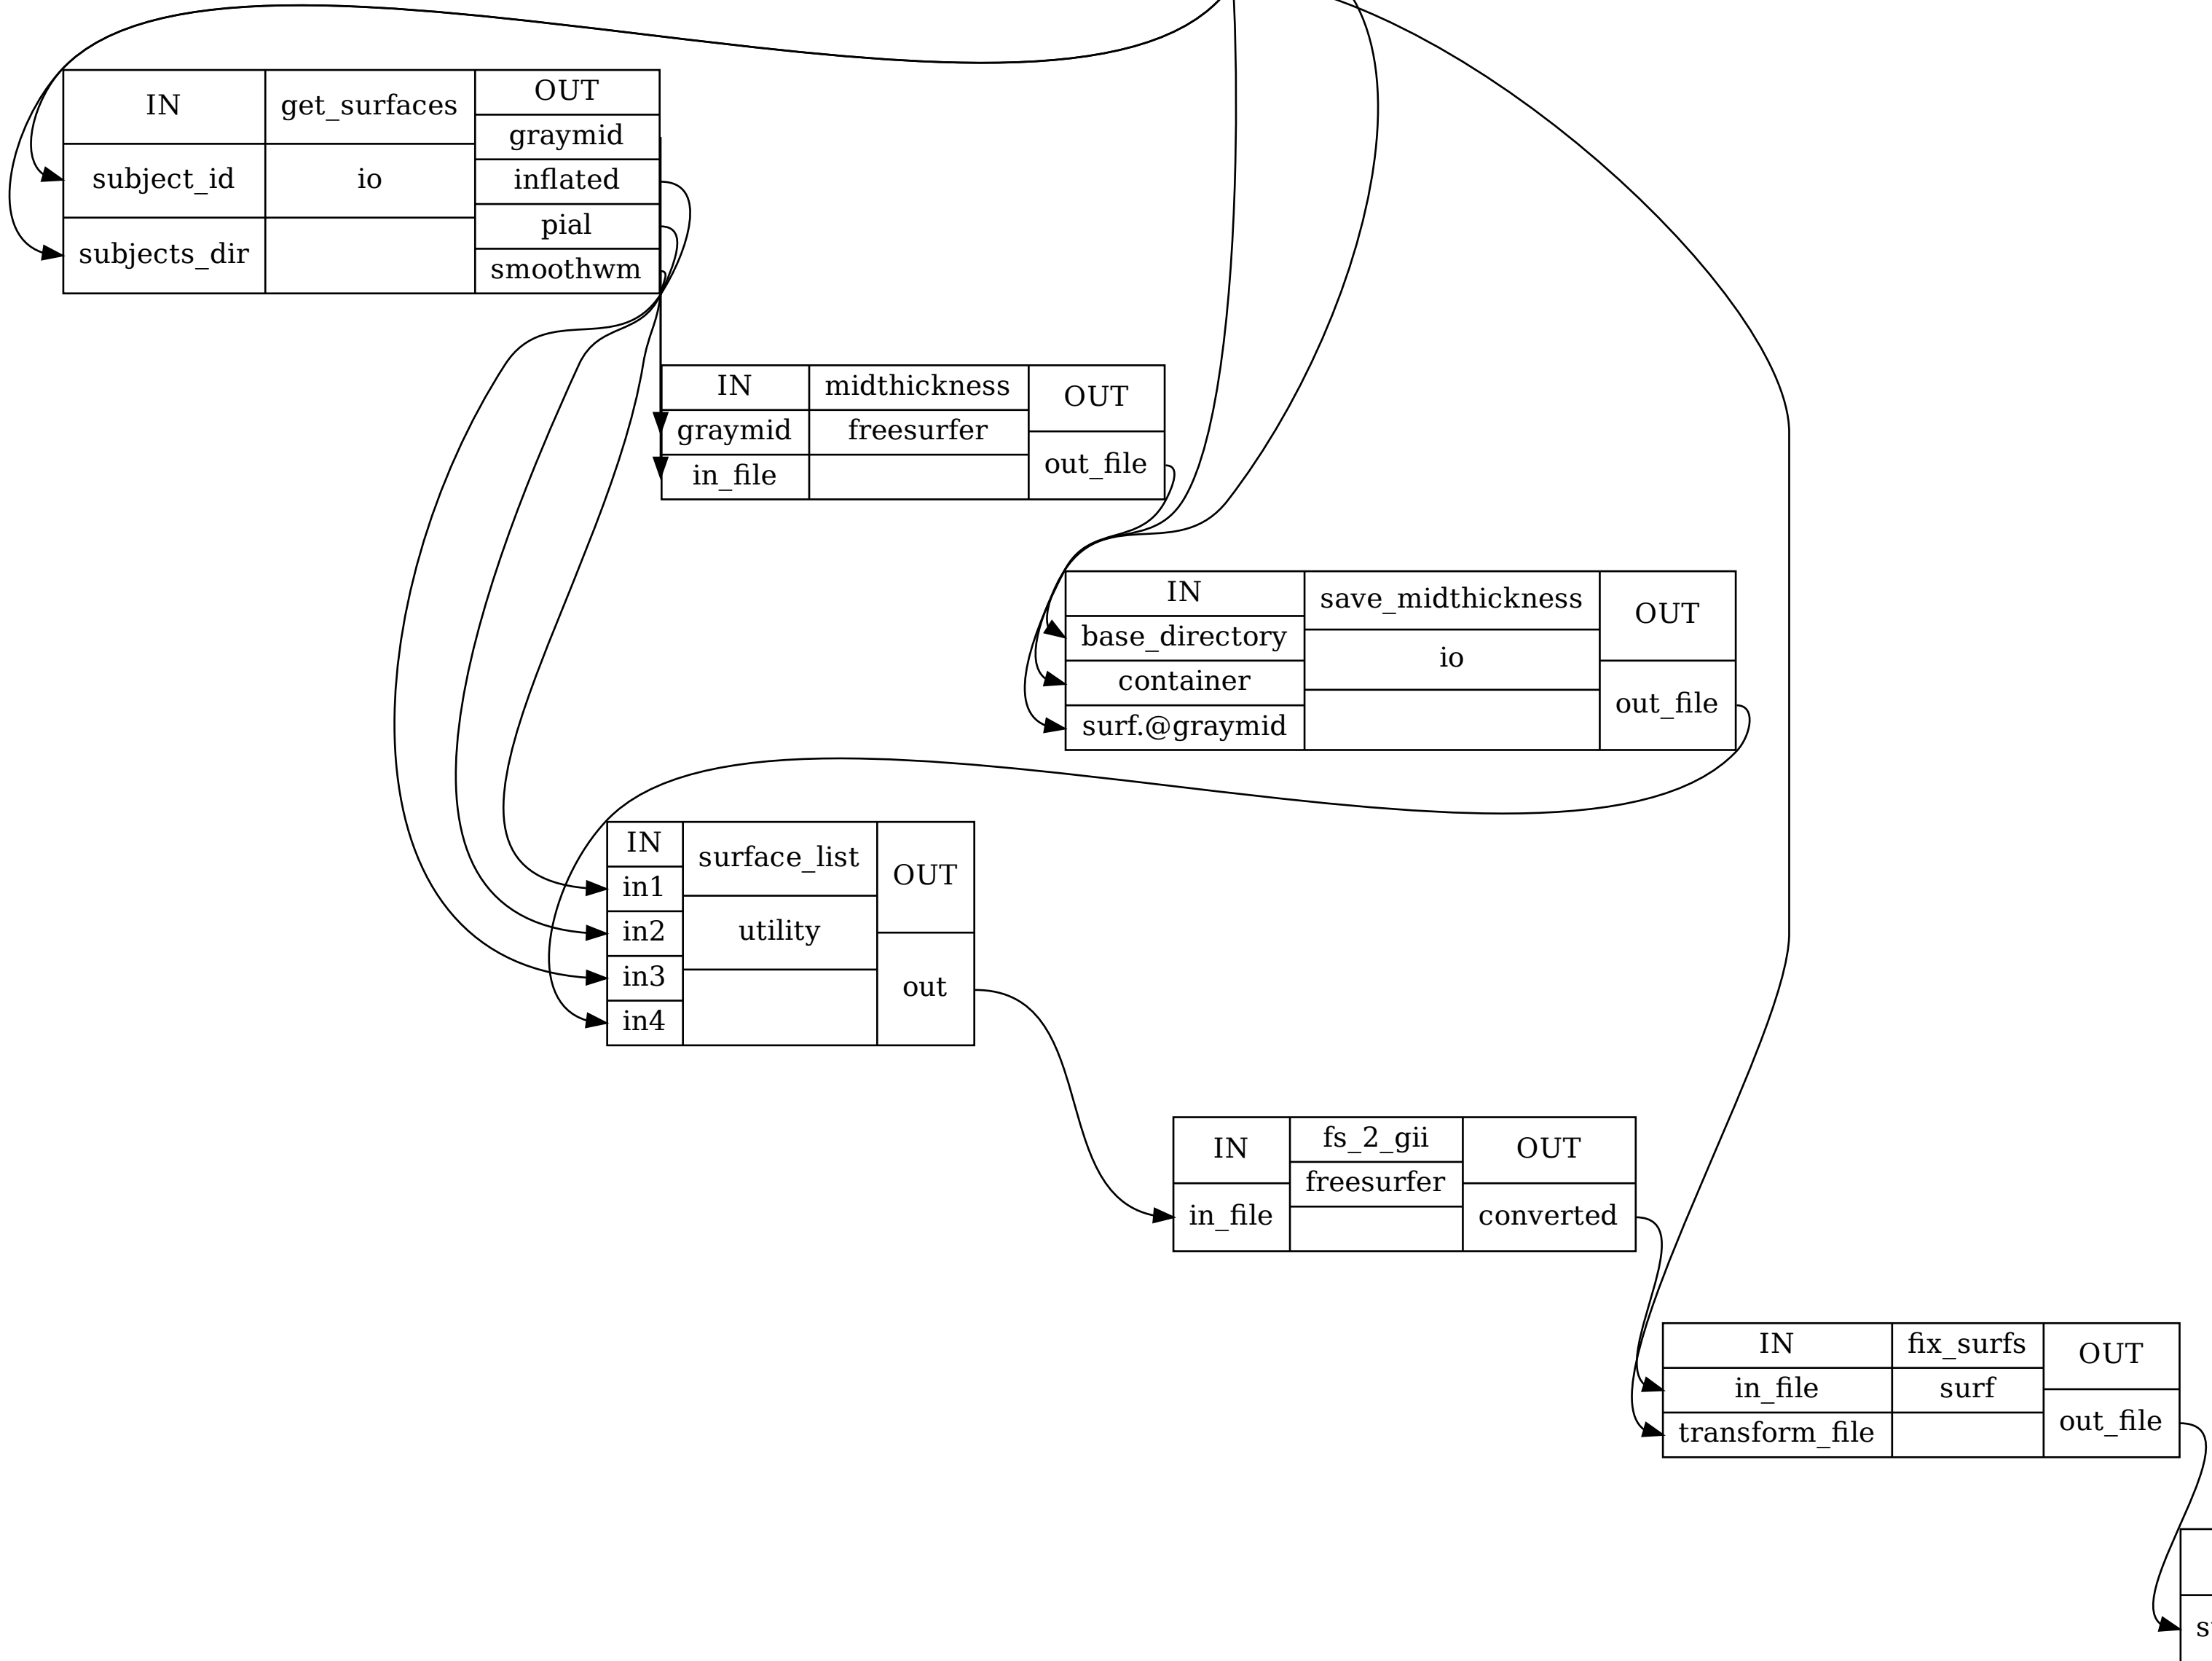 IN
subject_id
subjects_dir
get_surfaces
io
OUT
graymid
inflated
pial
smoothwm
IN
graymid
in_file
midthickness
freesurfer
OUT
out_file
IN
base_directory
container
surf.@graymid
save_midthickness
io
OUT
out_file
IN
in1
in2
in3
in4
surface_list
utility
OUT
out
IN
in_file
fs_2_gii
freesurfer
OUT
converted
IN
in_file
transform_file
fix_surfs
surf
OUT
out_file